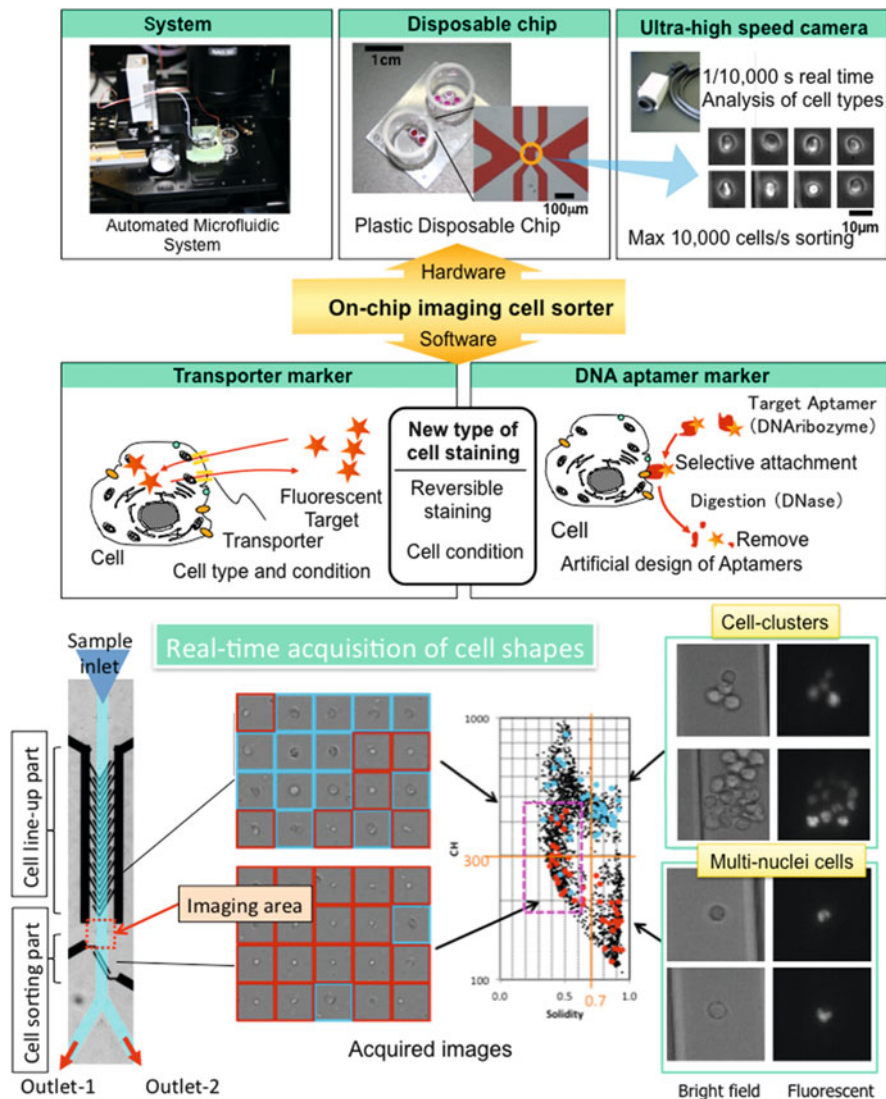 System
Automated Microfluidic
System
Disposable chip
1cm
100μm
Plastic Disposable Chip
Ultra-high speed camera
1/10,000 s real time
Analysis of cell types
10μm
Max 10,000 cells/s sorting
Hardware
On-chip imaging cell sorter
Software
Transporter marker
Fluorescent
Target
Transporter
Cell
Cell type and condition
New type of
cell staining
Reversible
staining
Cell condition
DNA aptamer marker
Target Aptamer
(DNAribozyme)
Selective attachment
Digestion (DNase)
Cell
Remove
Artificial design of Aptamers
Sample
inlet
Real-time acquisition of cell shapes
Cell line-up part
Cell sorting part
Imaging area
Outlet-1
Outlet-2
Acquired images
1000
CH
300
100
0.0
0.5
0.7
1.0
Solidity
Cell-clusters
Multi-nuclei cells
Bright field
Fluorescent